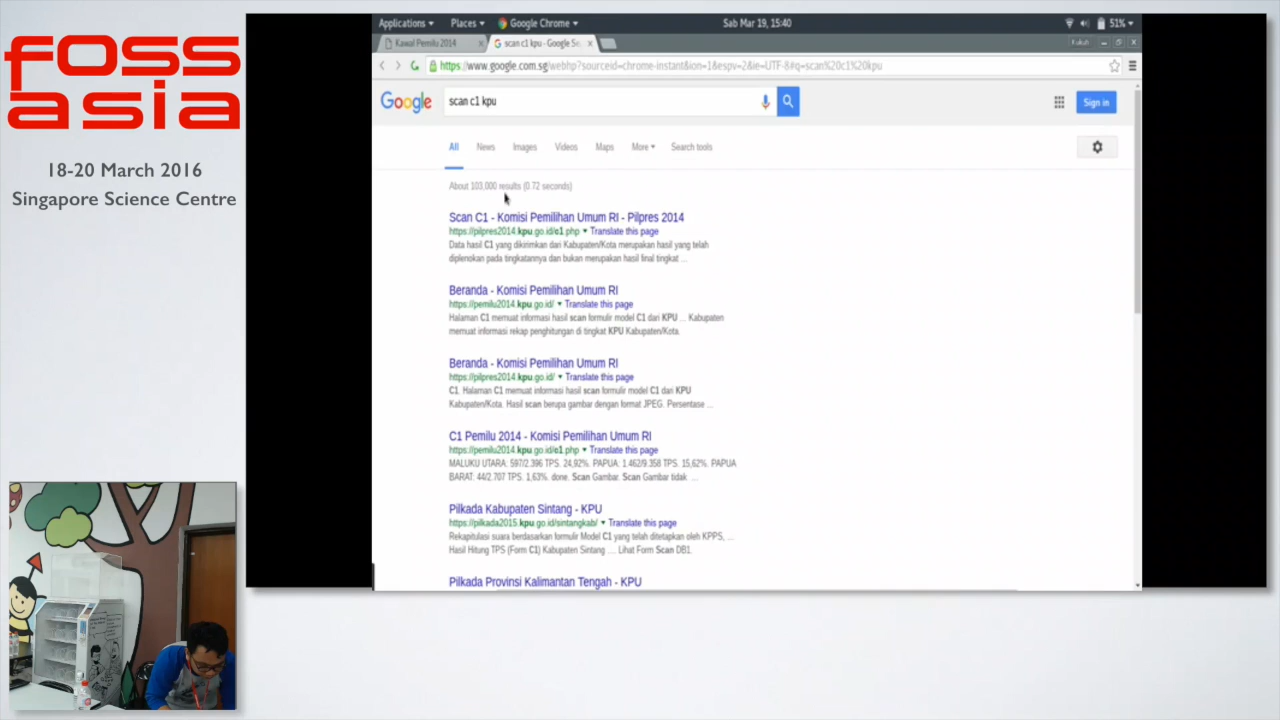 foss
asia
18-20 March 2016
Singapore Science Centre
Applications
Places
Google Chrome
Sab Mar 19, 15:40
51%
Kawal Pemilu 2014
scan c1 kpu - Google Se
https://www.google.com.sg/webhp?sourceid=chrome-instant&ion=1&espv=2&ie=UTF-8#q=scan%20c1%20kpu
Google
scan c1 kpu
Sign in
All
News
Images
Videos
Maps
More
Search tools
About 103,000 results (0.72 seconds)
Scan C1 - Komisi Pemilihan Umum RI - Pilpres 2014
https://pilpres2014.kpu.go.id/c1.php Translate this page
Data hasil C1 yang dikirimkan dari Kabupaten/Kota merupakan hasil yang telah
diplenokan pada tingkatannya dan bukan merupakan hasil final tingkat ...
Beranda - Komisi Pemilihan Umum RI
https://pemilu2014.kpu.go.id/ Translate this page
Halaman C1 memuat informasi hasil scan formulir model C1 dari KPU ... Kabupaten
memuat informasi rekap penghitungan di tingkat KPU Kabupaten/Kota.
Beranda - Komisi Pemilihan Umum RI
https://pilpres2014.kpu.go.id/ Translate this page
C1. Halaman C1 memuat informasi hasil scan formulir model C1 dari KPU
Kabupaten/Kota. Hasil scan berupa gambar dengan format JPEG. Persentase ...
C1 Pemilu 2014 - Komisi Pemilihan Umum RI
https://pemilu2014.kpu.go.id/c1.php Translate this page
MALUKU UTARA: 597/2.396 TPS. 24,92%. PAPUA: 1.462/9.358 TPS. 15,62%. PAPUA
BARAT: 44/2.707 TPS. 1,63%. done. Scan Gambar. Scan Gambar tidak ...
Pilkada Kabupaten Sintang - KPU
https://pilkada2015.kpu.go.id/sintangkab/ Translate this page
Rekapitulasi suara berdasarkan formulir Model C1 yang telah ditetapkan oleh KPPS, ...
Hasil Hitung TPS (Form C1) Kabupaten Sintang ... Lihat Form Scan DB1.
Pilkada Provinsi Kalimantan Tengah - KPU